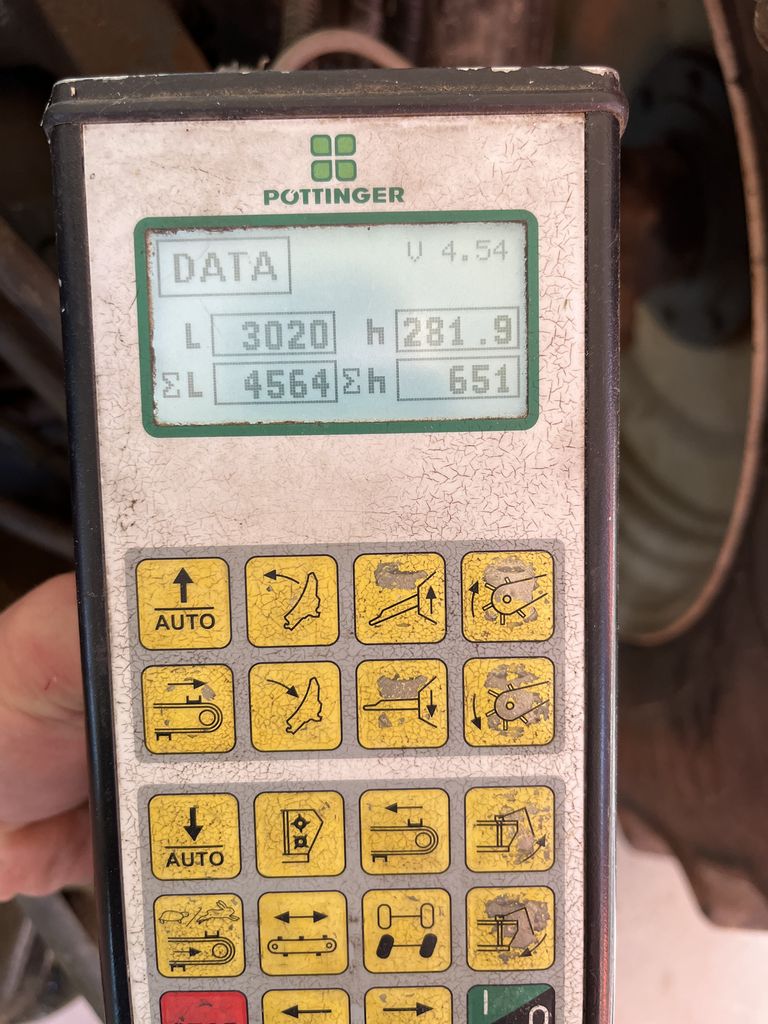 PÖTTINGER
DATA V 4.54
L 3020 h 281.9
ΣL 4564 Σh 651
AUTO
AUTO
I